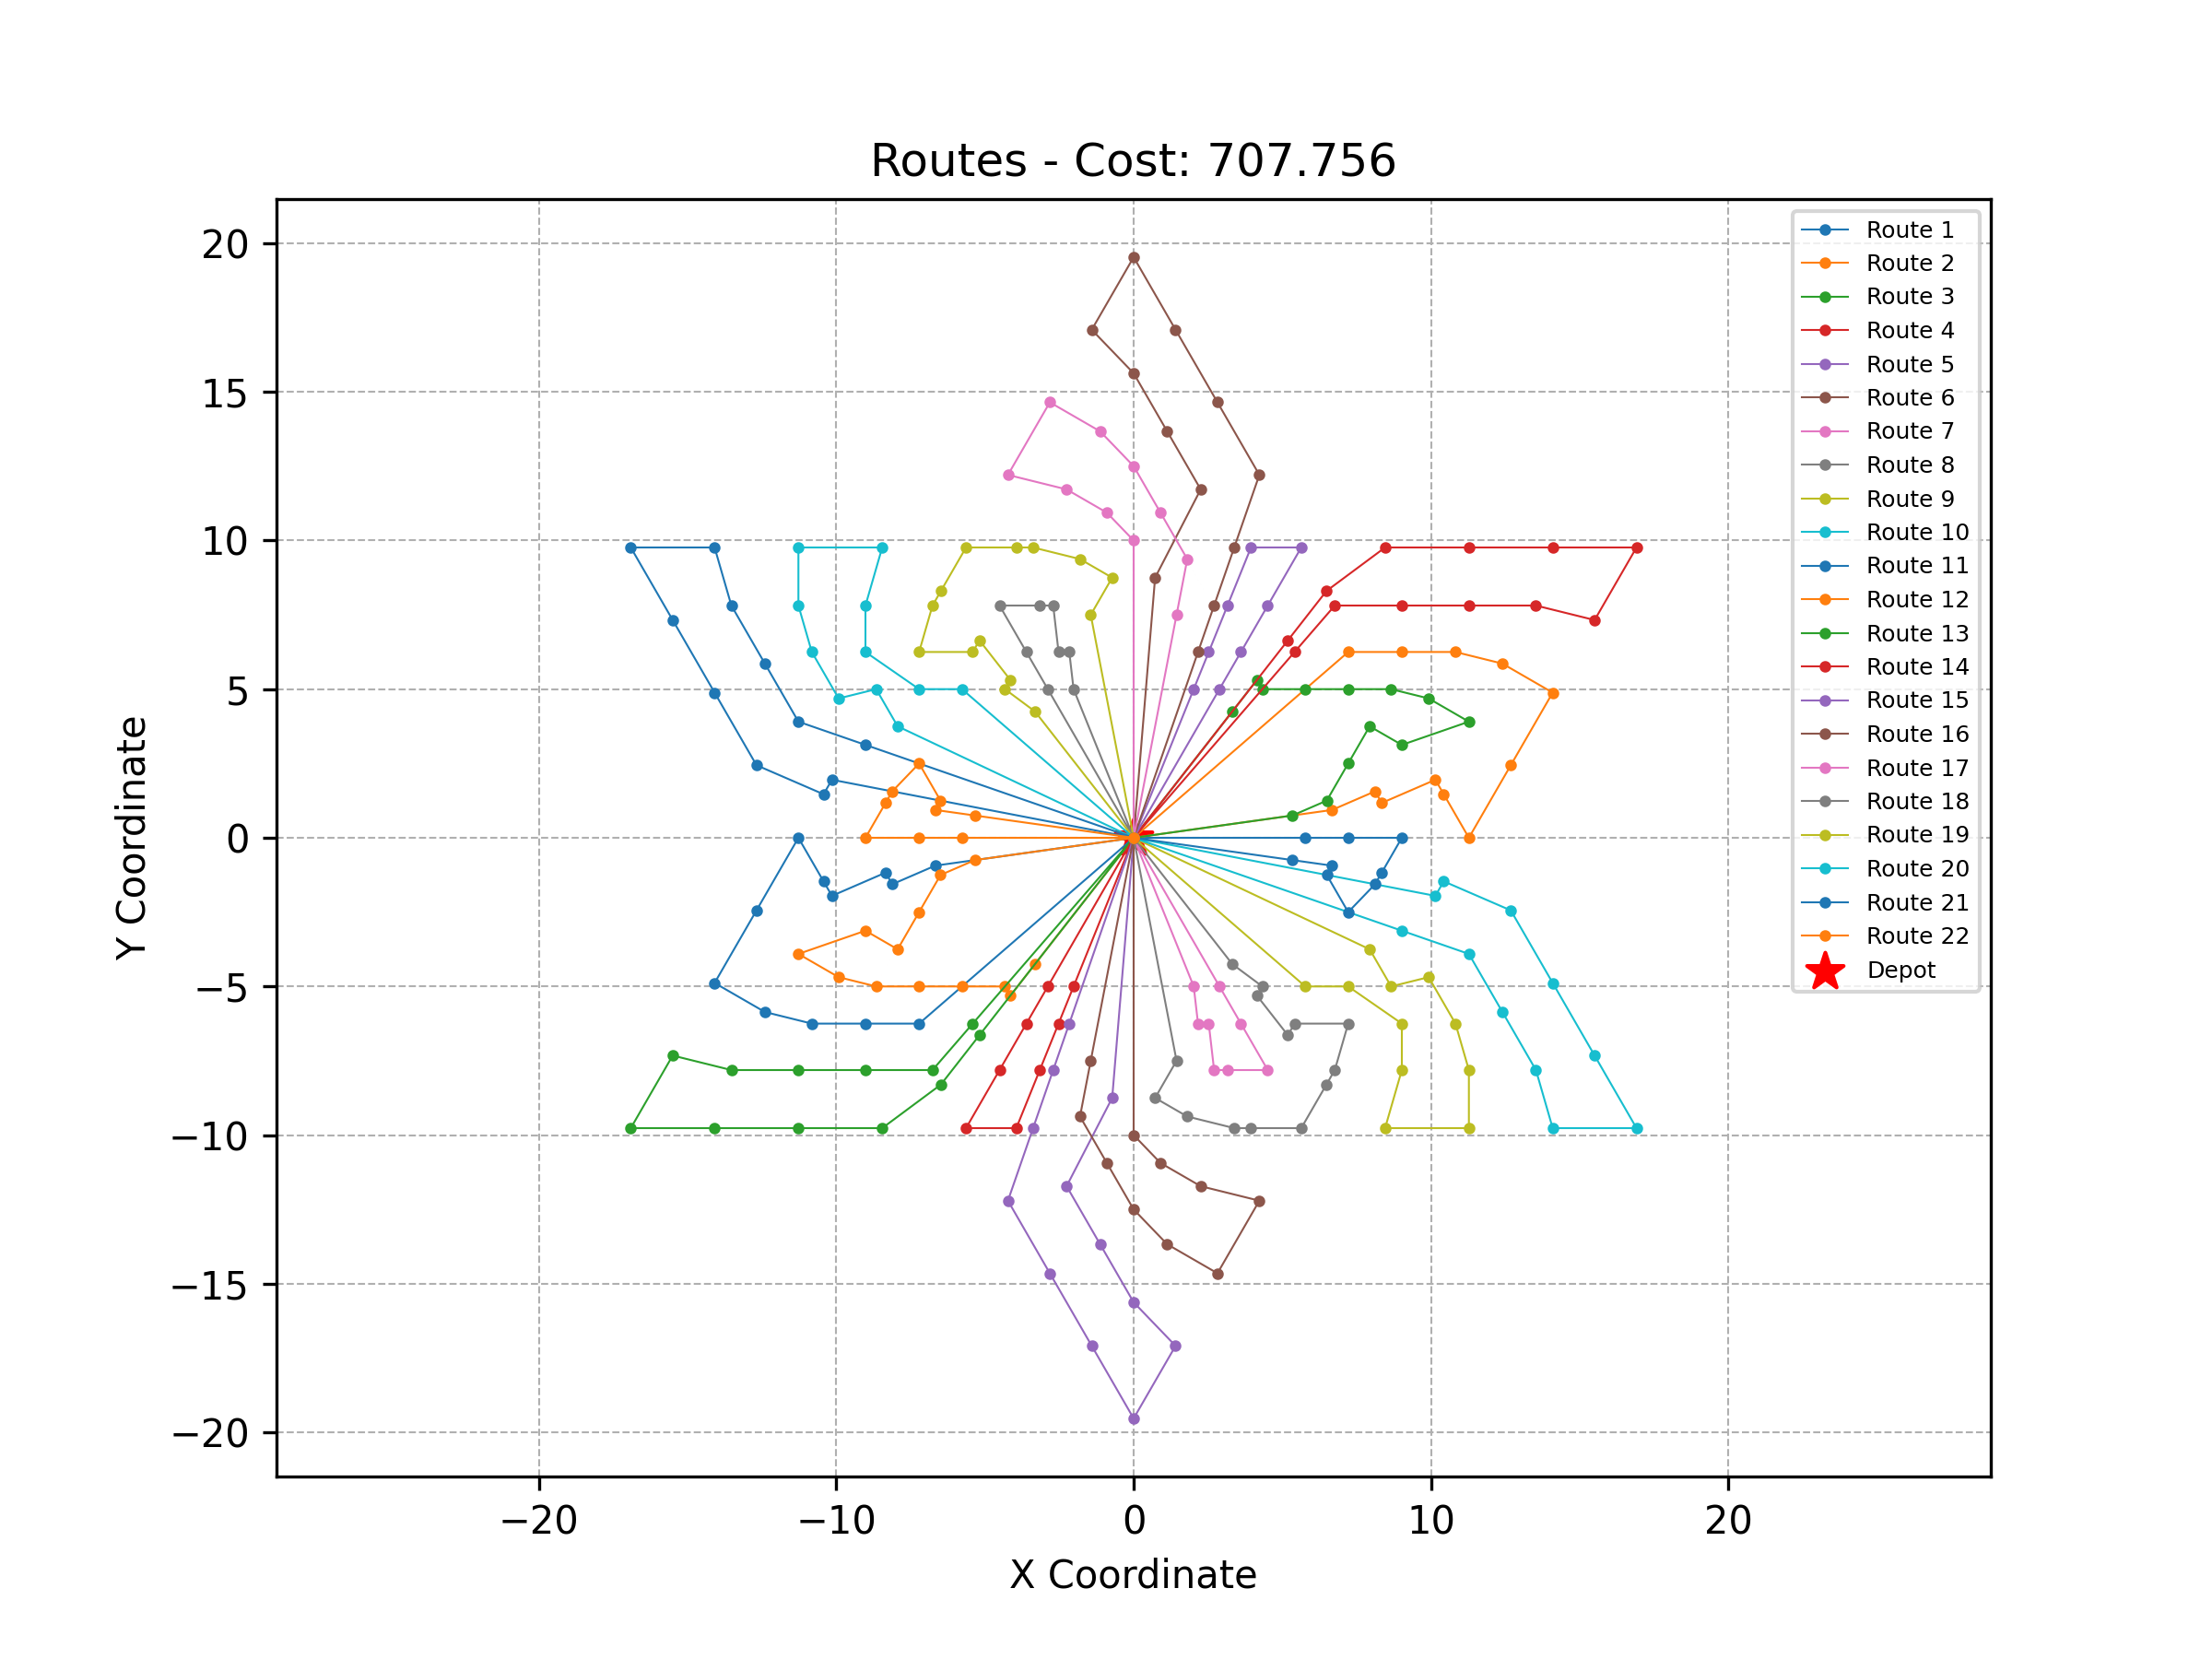 Routes - Cost: 707.756
20
15
10
5
0
−5
−10
−15
−20
Y Coordinate
−20 −10 0 10 20
X Coordinate
Route 1
Route 2
Route 3
Route 4
Route 5
Route 6
Route 7
Route 8
Route 9
Route 10
Route 11
Route 12
Route 13
Route 14
Route 15
Route 16
Route 17
Route 18
Route 19
Route 20
Route 21
Route 22
Depot